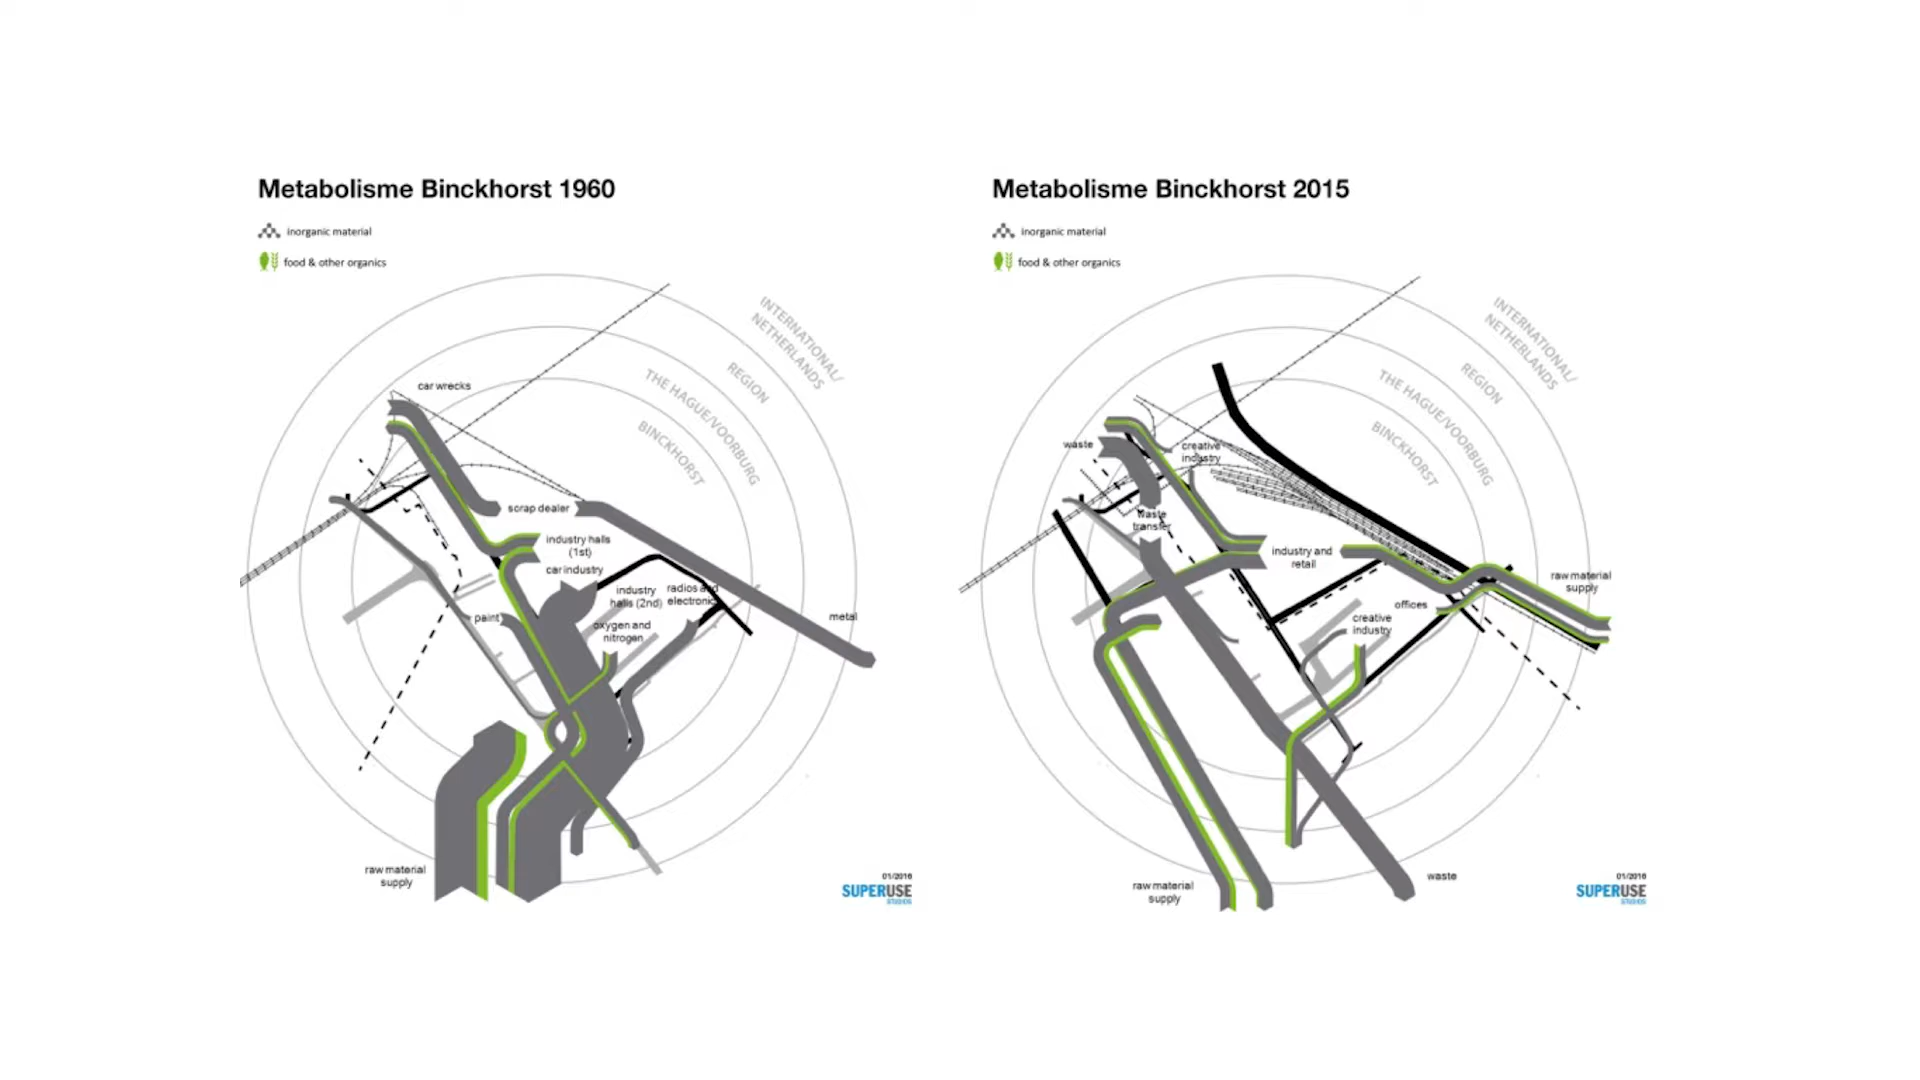 Metabolisme Binckhorst 1960
inorganic material
food & other organics
INTERNATIONAL/
NETHERLANDS
REGION
THE HAGUE/VOORBURG
BINCKHORST
car wrecks
scrap dealer
industry halls
(1st)
car industry
industry
halls (2nd)
radios and
electronic
paint
oxygen and
nitrogen
metal
raw material
supply
01/2016
SUPERUSE
STUDIOS
Metabolisme Binckhorst 2015
inorganic material
food & other organics
INTERNATIONAL/
NETHERLANDS
REGION
THE HAGUE/VOORBURG
BINCKHORST
waste
creative
industry
waste
transfer
industry and
retail
raw material
supply
offices
creative
industry
raw material
supply
waste
01/2016
SUPERUSE
STUDIOS